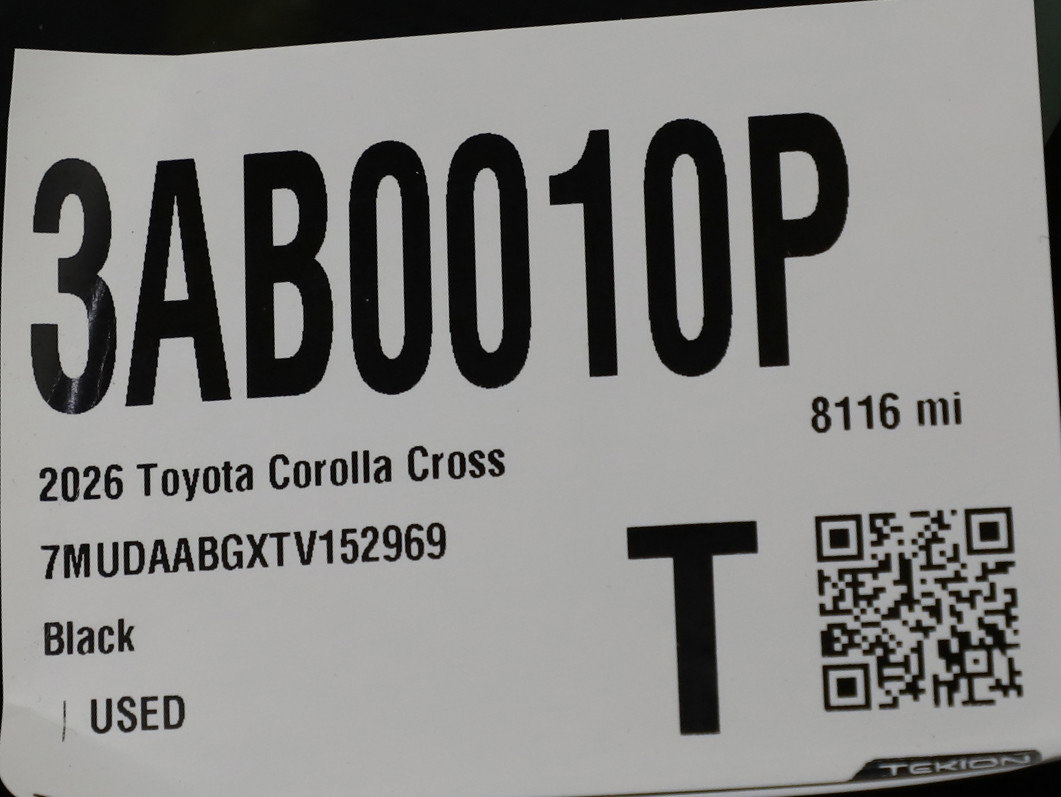 3AB0010P
8116 mi
2026 Toyota Corolla Cross
7MUDAABGXTV152969
T
Black
| USED
TEKION